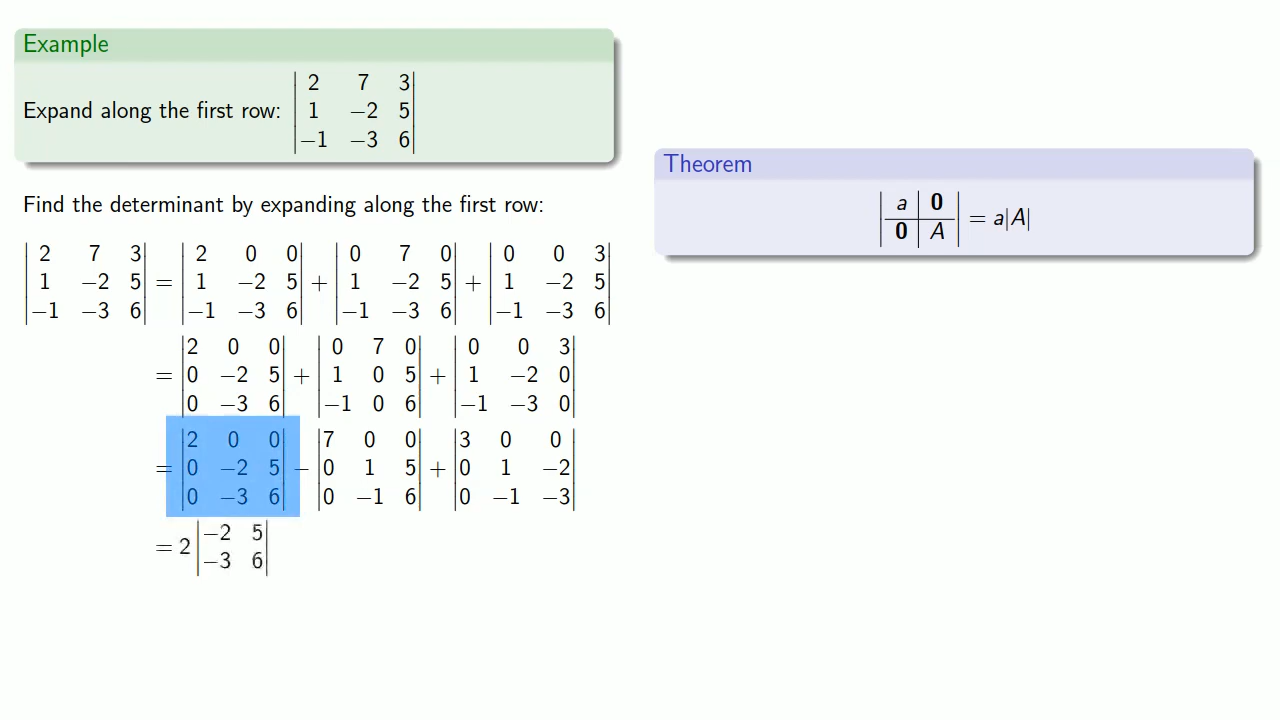 Example
Expand along the first row: | 2 7 3 |
| 1 −2 5 |
| −1 −3 6 |
Theorem
| a | 0 |
| 0 | A | = a|A|
Find the determinant by expanding along the first row:
| 2 7 3 | | 2 0 0 | | 0 7 0 | | 0 0 3 |
| 1 −2 5 | = | 1 −2 5 | + | 1 −2 5 | + | 1 −2 5 |
| −1 −3 6 | | −1 −3 6 | | −1 −3 6 | | −1 −3 6 |
| 2 0 0 | | 0 7 0 | | 0 0 3 |
= | 0 −2 5 | + | 1 0 5 | + | 1 −2 0 |
| 0 −3 6 | | −1 0 6 | | −1 −3 0 |
| 2 0 0 | | 7 0 0 | | 3 0 0 |
= | 0 −2 5 | − | 0 1 5 | + | 0 1 −2 |
| 0 −3 6 | | 0 −1 6 | | 0 −1 −3 |
= 2 | −2 5 |
| −3 6 |